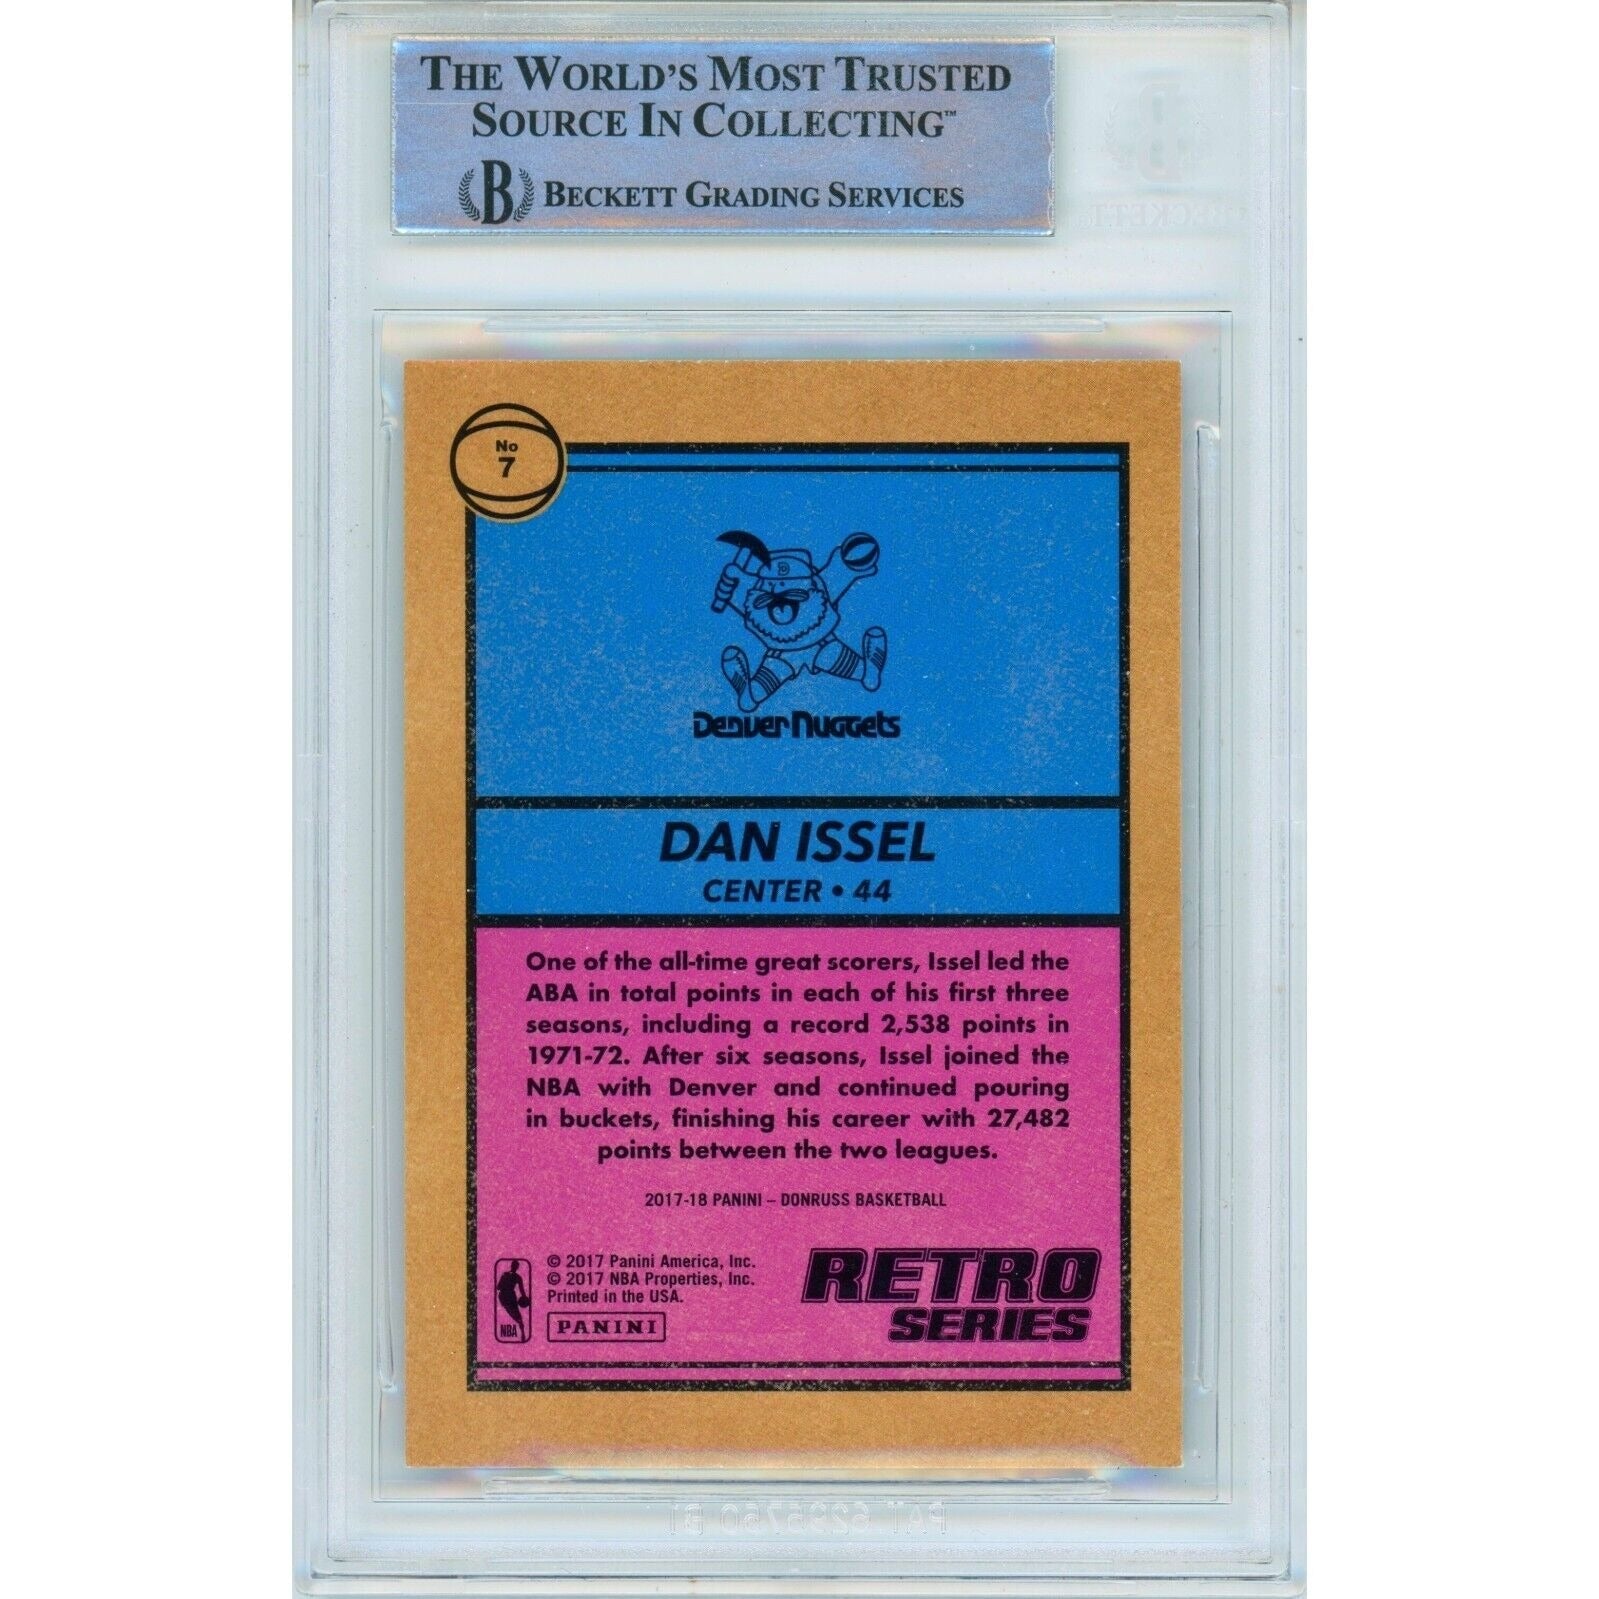 THE WORLD'S MOST TRUSTED
SOURCE IN COLLECTING™
B BECKETT GRADING SERVICES
No
7
D
Denver Nuggets
DAN ISSEL
CENTER • 44
One of the all-time great scorers, Issel led the
ABA in total points in each of his first three
seasons, including a record 2,538 points in
1971-72. After six seasons, Issel joined the
NBA with Denver and continued pouring
in buckets, finishing his career with 27,482
points between the two leagues.
2017-18 PANINI – DONRUSS BASKETBALL
© 2017 Panini America, Inc.
© 2017 NBA Properties, Inc.
Printed in the USA.
NBA
PANINI
RETRO
SERIES
PAT. 6295750 B1